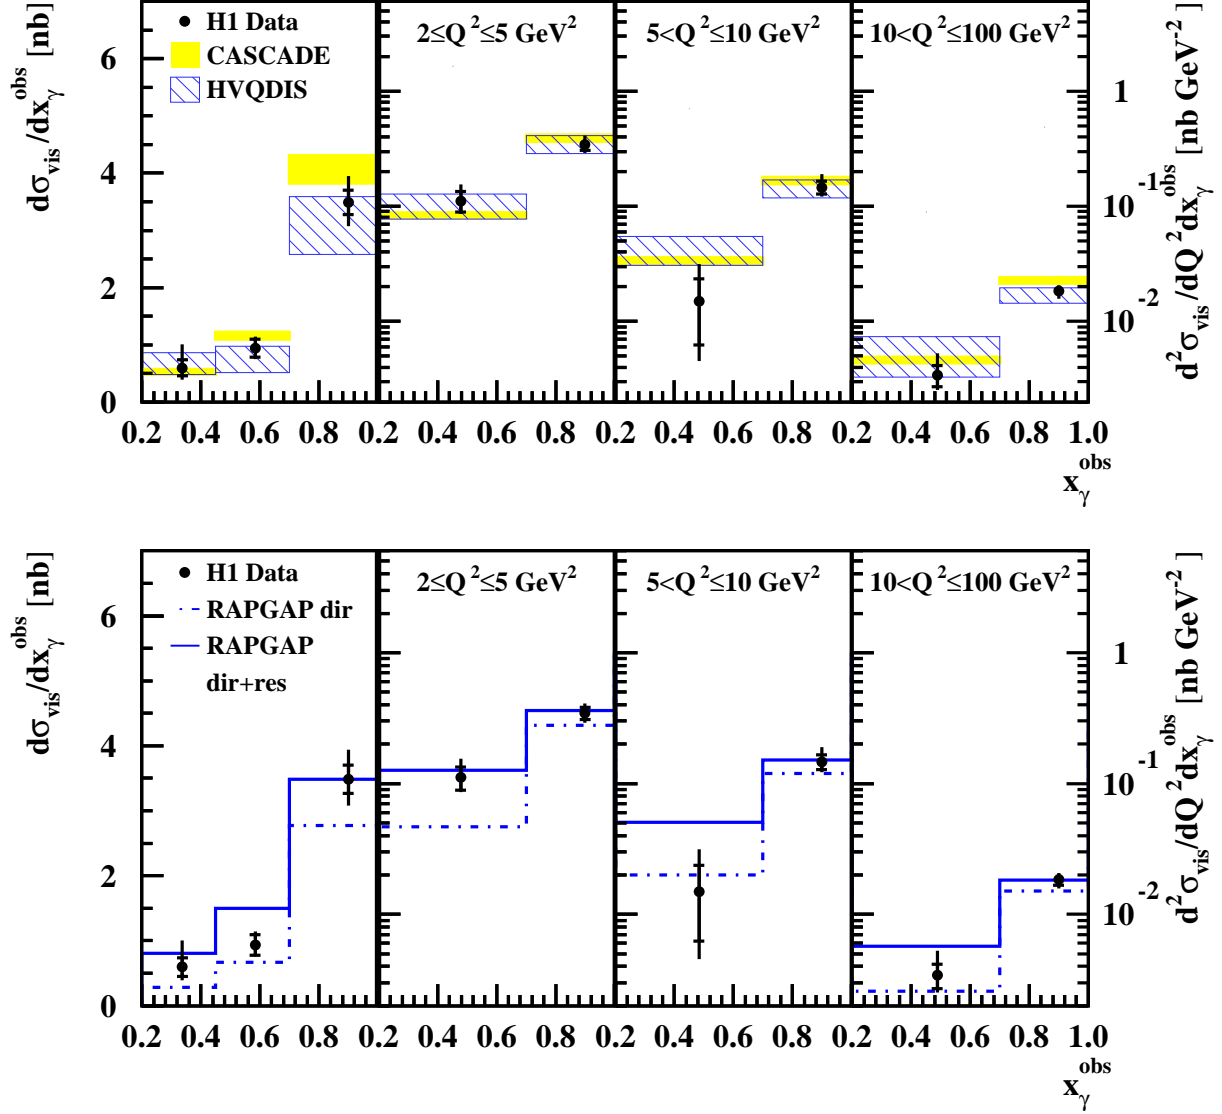 dσvis/dxγobs [nb]
H1 Data
CASCADE
HVQDIS
2≤Q2≤5 GeV2
5<Q2≤10 GeV2
10<Q2≤100 GeV2
d2σvis/dQ2dxγobs [nb GeV-2]
6
4
2
0
1
10-1
10-2
0.2 0.4 0.6 0.8 0.2 0.4 0.6 0.8 0.2 0.4 0.6 0.8 0.2 0.4 0.6 0.8 1.0
xγobs
dσvis/dxγobs [nb]
H1 Data
RAPGAP dir
RAPGAP
dir+res
2≤Q2≤5 GeV2
5<Q2≤10 GeV2
10<Q2≤100 GeV2
d2σvis/dQ2dxγobs [nb GeV-2]
6
4
2
0
1
10-1
10-2
0.2 0.4 0.6 0.8 0.2 0.4 0.6 0.8 0.2 0.4 0.6 0.8 0.2 0.4 0.6 0.8 1.0
xγobs